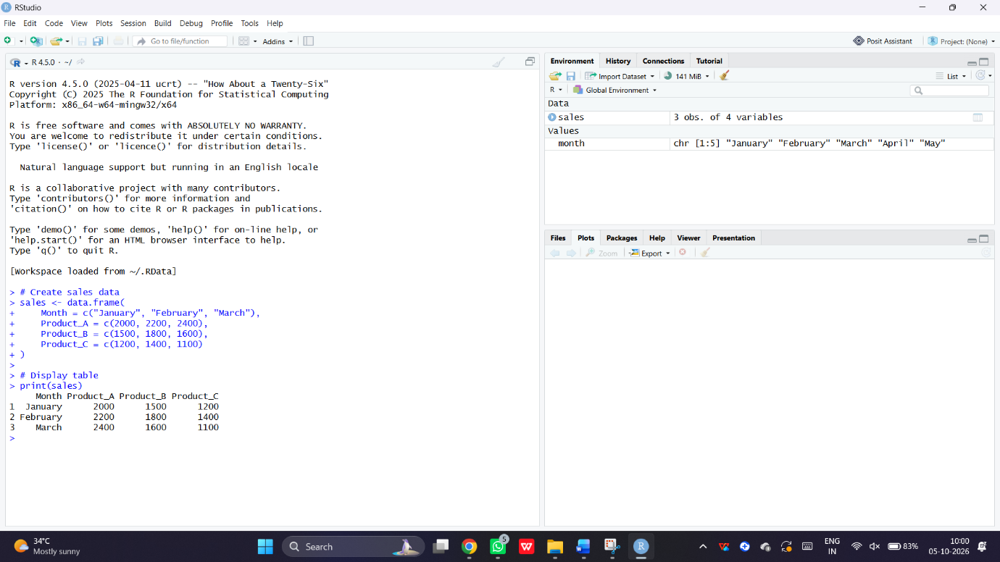 RStudio
File Edit Code View Plots Session Build Debug Profile Tools Help
Go to file/function Addins Posit Assistant Project: (None)
R 4.5.0 · ~/
R version 4.5.0 (2025-04-11 ucrt) -- "How About a Twenty-Six"
Copyright (C) 2025 The R Foundation for Statistical Computing
Platform: x86_64-w64-mingw32/x64
R is free software and comes with ABSOLUTELY NO WARRANTY.
You are welcome to redistribute it under certain conditions.
Type 'license()' or 'licence()' for distribution details.
  Natural language support but running in an English locale
R is a collaborative project with many contributors.
Type 'contributors()' for more information and
'citation()' on how to cite R or R packages in publications.
Type 'demo()' for some demos, 'help()' for on-line help, or
'help.start()' for an HTML browser interface to help.
Type 'q()' to quit R.
[Workspace loaded from ~/.RData]
> # Create sales data
> sales <- data.frame(
+     Month = c("January", "February", "March"),
+     Product_A = c(2000, 2200, 2400),
+     Product_B = c(1500, 1800, 1600),
+     Product_C = c(1200, 1400, 1100)
+ )
>
> # Display table
> print(sales)
     Month Product_A Product_B Product_C
1  January      2000      1500      1200
2 February      2200      1800      1400
3    March      2400      1600      1100
>
Environment History Connections Tutorial
Import Dataset 141 MiB List
R Global Environment
Data
sales 3 obs. of 4 variables
Values
month chr [1:5] "January" "February" "March" "April" "May"
Files Plots Packages Help Viewer Presentation
Zoom Export
34°C
Mostly sunny
Search
5
ENG
IN
83%
10:00
05-10-2026